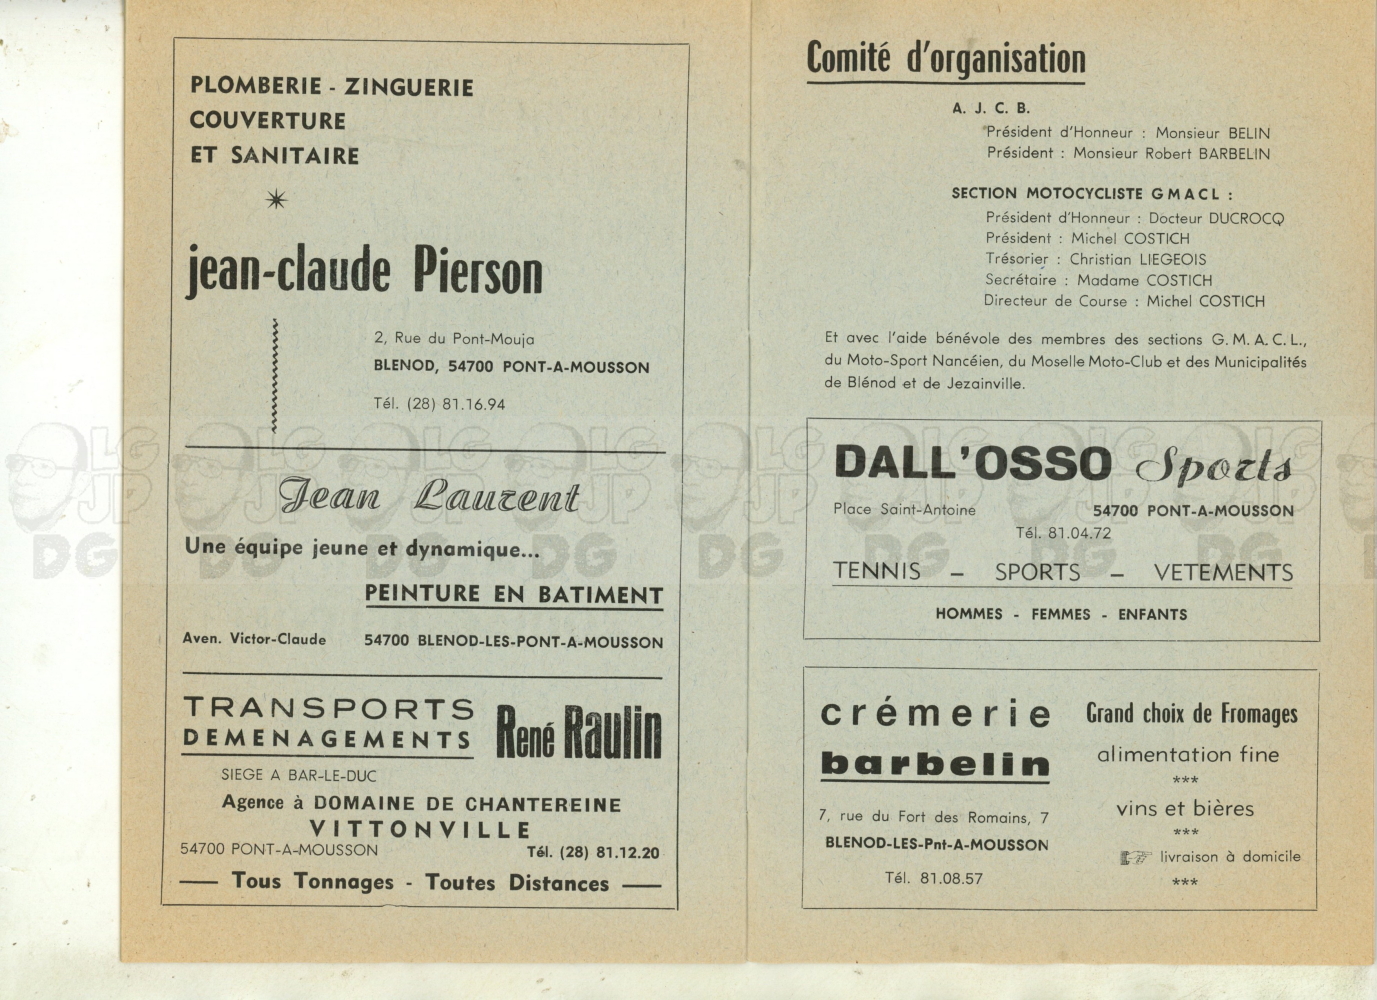 PLOMBERIE - ZINGUERIE
COUVERTURE
ET SANITAIRE
jean-claude Pierson
2, Rue du Pont-Mouja
BLENOD, 54700 PONT-A-MOUSSON
Tél. (28) 81.16.94
Jean Laurent
Une équipe jeune et dynamique...
PEINTURE EN BATIMENT
Aven. Victor-Claude 54700 BLENOD-LES-PONT-A-MOUSSON
TRANSPORTS
DEMENAGEMENTS
René Raulin
SIEGE A BAR-LE-DUC
Agence à DOMAINE DE CHANTEREINE
VITTONVILLE
54700 PONT-A-MOUSSON Tél. (28) 81.12.20
— Tous Tonnages - Toutes Distances —
Comité d'organisation
A. J. C. B.
Président d'Honneur : Monsieur BELIN
Président : Monsieur Robert BARBELIN
SECTION MOTOCYCLISTE G M A C L :
Président d'Honneur : Docteur DUCROCQ
Président : Michel COSTICH
Trésorier : Christian LIEGEOIS
Secrétaire : Madame COSTICH
Directeur de Course : Michel COSTICH
Et avec l'aide bénévole des membres des sections G. M. A. C. L.,
du Moto-Sport Nancéien, du Moselle Moto-Club et des Municipalités
de Blénod et de Jezainville.
DALL'OSSO Sports
Place Saint-Antoine 54700 PONT-A-MOUSSON
Tél. 81.04.72
TENNIS – SPORTS – VETEMENTS
HOMMES - FEMMES - ENFANTS
crémerie
barbelin
7, rue du Fort des Romains, 7
BLENOD-LES-Pnt-A-MOUSSON
Tél. 81.08.57
Grand choix de Fromages
alimentation fine
***
vins et bières
***
livraison à domicile
***
LG JP DG